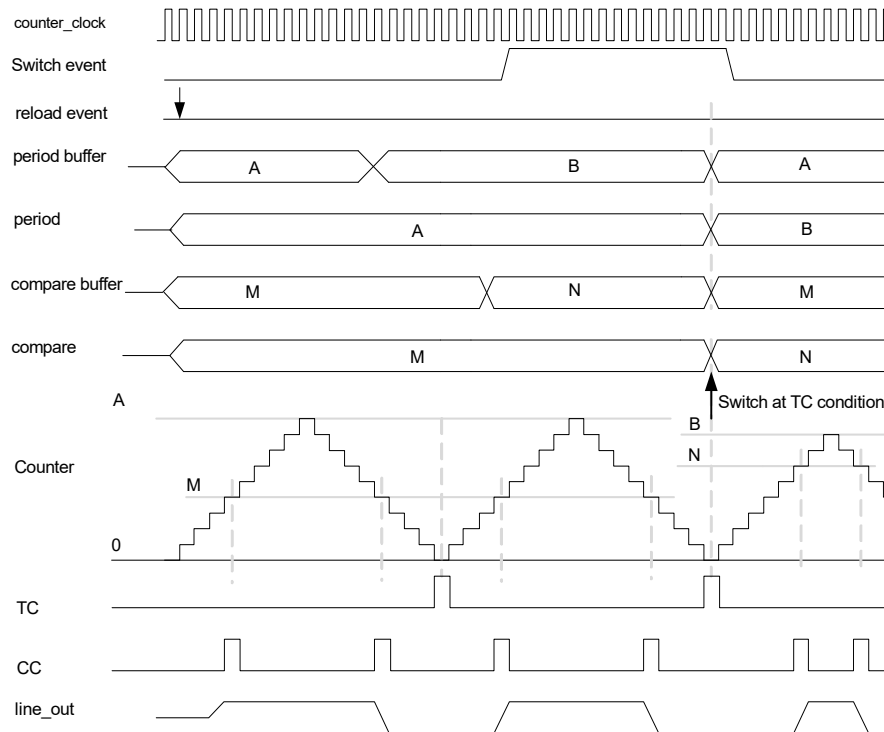 counter_clock
Switch event
reload event
period buffer
A
B
A
period
A
B
compare buffer
M
N
M
compare
M
N
Switch at TC condition
A
B
N
Counter
M
0
TC
CC
line_out